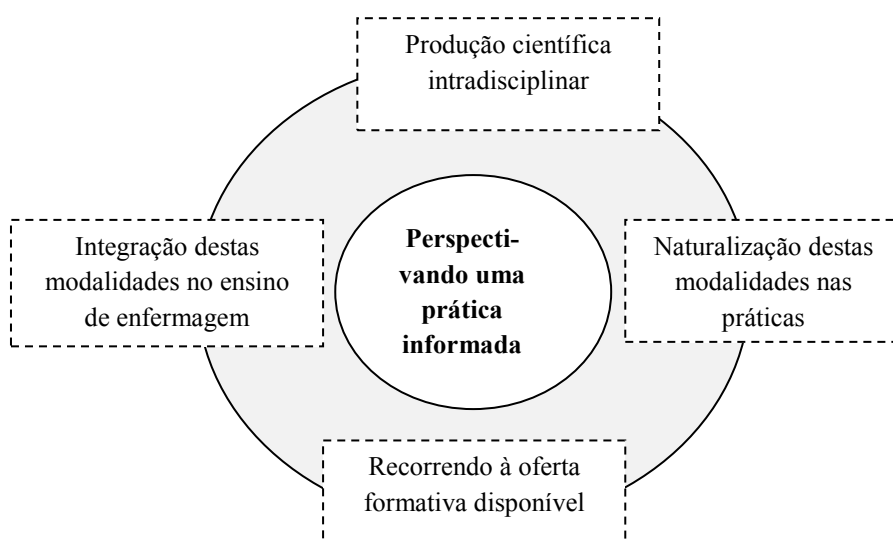 Produção científica
intradisciplinar
Integração destas
modalidades no ensino
de enfermagem
Perspecti-
vando uma
prática
informada
Naturalização destas
modalidades nas
práticas
Recorrendo à oferta
formativa disponível